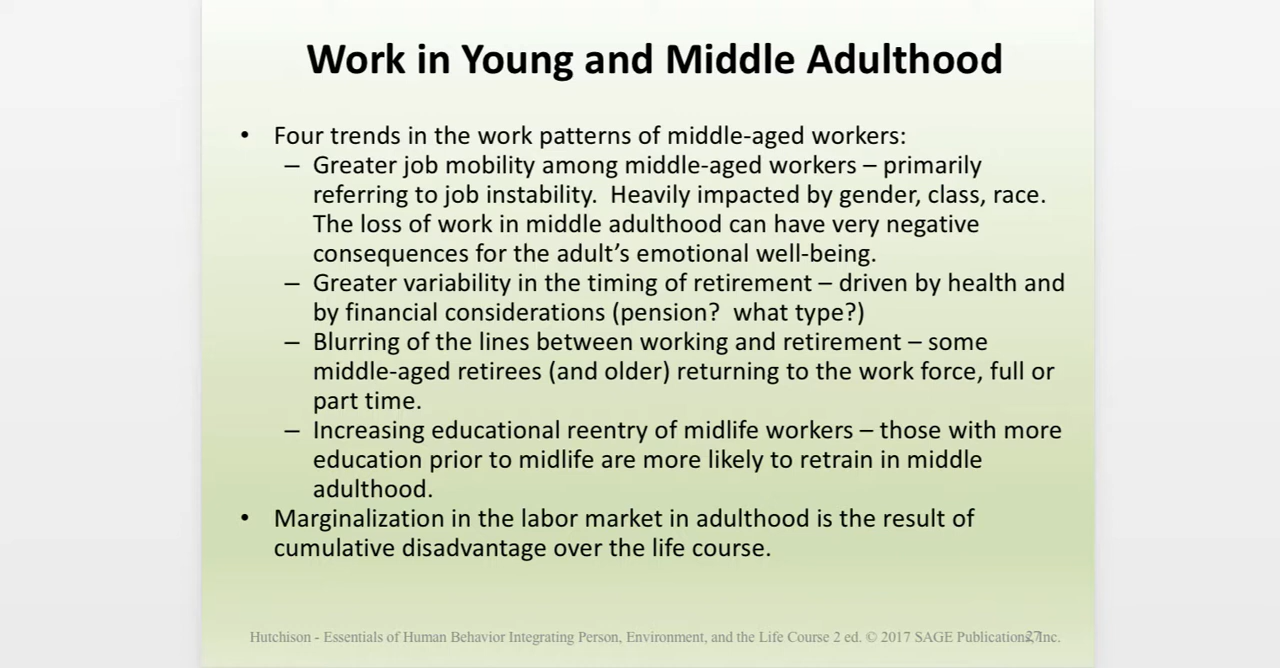 Work in Young and Middle Adulthood
• Four trends in the work patterns of middle-aged workers:
– Greater job mobility among middle-aged workers – primarily
referring to job instability.  Heavily impacted by gender, class, race.
The loss of work in middle adulthood can have very negative
consequences for the adult’s emotional well-being.
– Greater variability in the timing of retirement – driven by health and
by financial considerations (pension?  what type?)
– Blurring of the lines between working and retirement – some
middle-aged retirees (and older) returning to the work force, full or
part time.
– Increasing educational reentry of midlife workers – those with more
education prior to midlife are more likely to retrain in middle
adulthood.
• Marginalization in the labor market in adulthood is the result of
cumulative disadvantage over the life course.
Hutchison - Essentials of Human Behavior Integrating Person, Environment, and the Life Course 2 ed. © 2017 SAGE Publications, Inc.
27